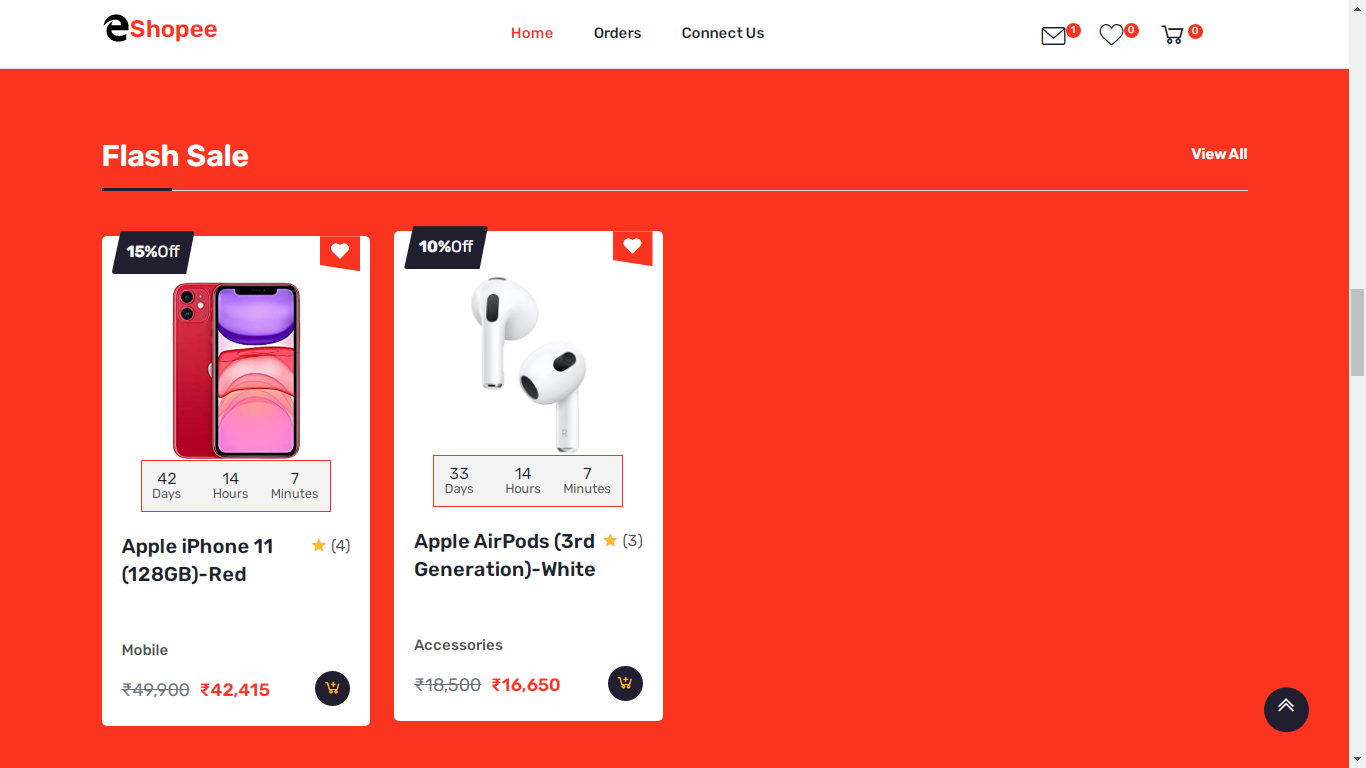 eShopee
Home
Orders
Connect Us
1
0
0
Flash Sale
View All
15%Off
42
14
7
Days
Hours
Minutes
Apple iPhone 11
(4)
(128GB)-Red
Mobile
₹49,900 ₹42,415
10%Off
R
33
14
7
Days
Hours
Minutes
Apple AirPods (3rd
(3)
Generation)-White
Accessories
₹18,500 ₹16,650